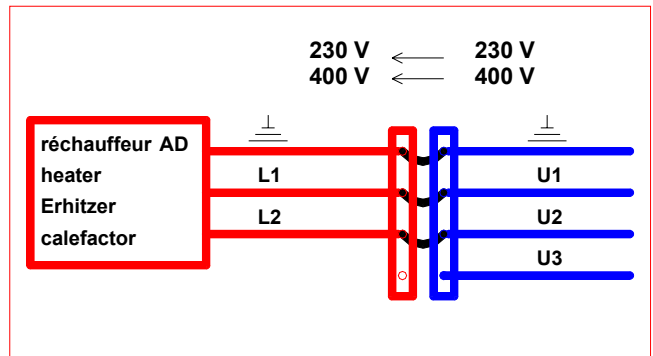 230 V 230 V
400 V 400 V
réchauffeur AD
heater L1 U1
Erhitzer
L2 U2
calefactor
U3